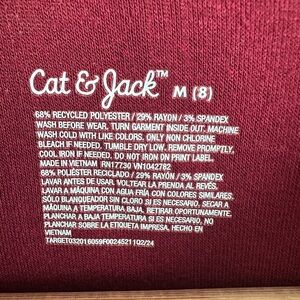 Cat & Jack™ M (8)
68% RECYCLED POLYESTER / 29% RAYON / 3% SPANDEX
WASH BEFORE WEAR. TURN GARMENT INSIDE OUT. MACHINE
WASH COLD WITH LIKE COLORS. ONLY NON CHLORINE
BLEACH IF NEEDED. TUMBLE DRY LOW. REMOVE PROMPTLY.
COOL IRON IF NEEDED. DO NOT IRON ON PRINT LABEL.
MADE IN VIETNAM RN17730 VN1042782
68% POLIÉSTER RECICLADO / 29% RAYÓN / 3% SPANDEX
LAVAR ANTES DE USAR. VOLTEAR LA PRENDA AL REVÉS.
LAVAR A MÁQUINA CON AGUA FRÍA CON COLORES SIMILARES.
SÓLO BLANQUEADOR SIN CLORO SI ES NECESARIO. SECAR A
MÁQUINA A TEMPERATURA BAJA. RETIRAR OPORTUNAMENTE.
PLANCHAR A BAJA TEMPERATURA SI ES NECESARIO. NO
PLANCHAR SOBRE LA ETIQUETA IMPRESA. HECHO EN
VIETNAM